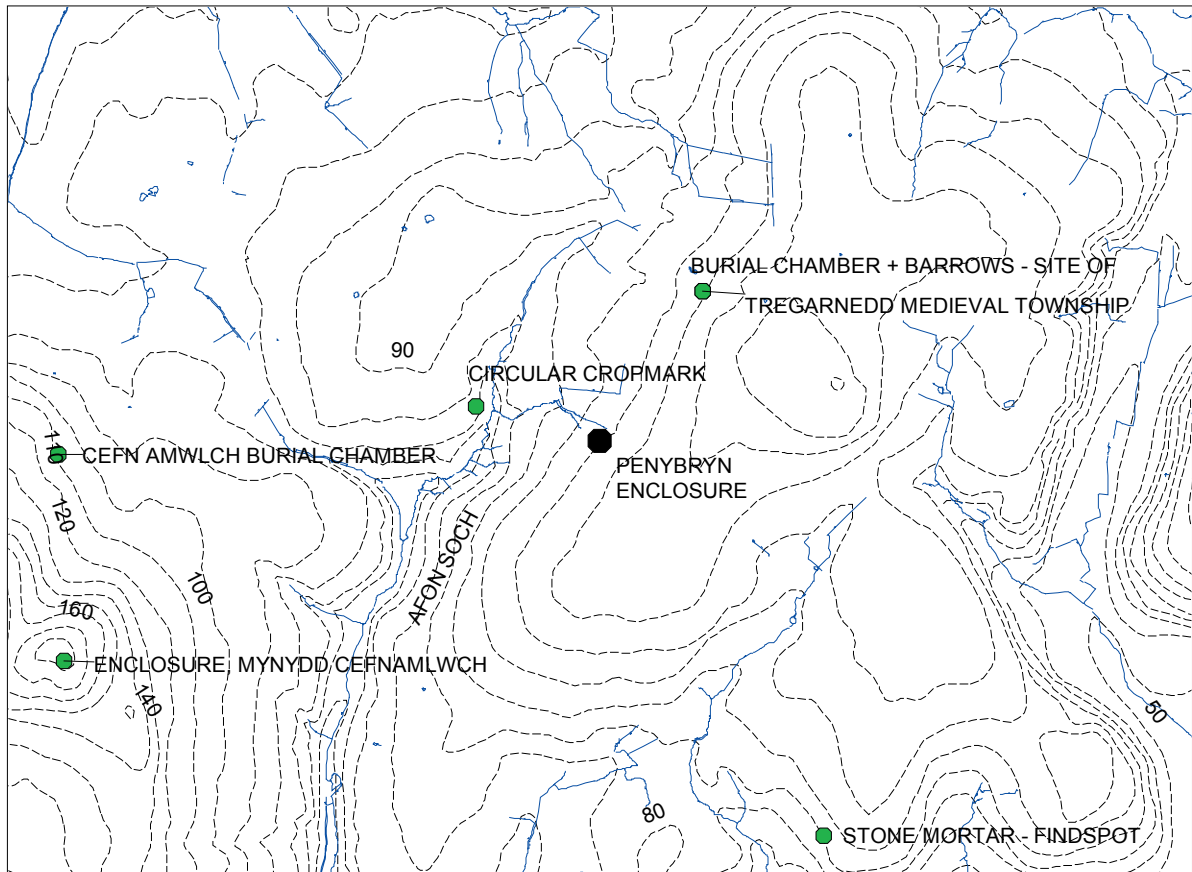 BURIAL CHAMBER + BARROWS - SITE OF
TREGARNEDD MEDIEVAL TOWNSHIP
90
CIRCULAR CROPMARK
110
CEFN AMWLCH BURIAL CHAMBER
PENYBRYN
ENCLOSURE
120
AFON SOCH
100
160
ENCLOSURE, MYNYDD CEFNAMLWCH
140
50
80
STONE MORTAR - FINDSPOT